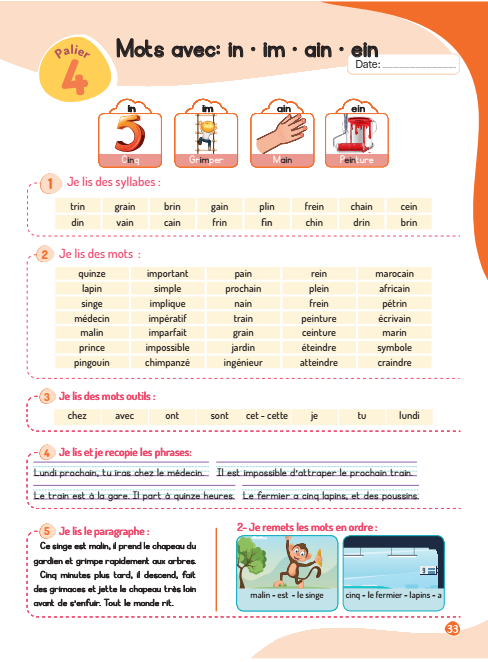 Palier
4
Mots avec: in • im • ain • ein
Date:
in im ain ein
Cinq Grimper Main Peinture
1 Je lis des syllabes :
trin grain brin gain plin frein chain cein
din vain cain frin fin chin drin brin
2 Je lis des mots :
quinze important pain rein marocain
lapin simple prochain plein africain
singe implique nain frein pétrin
médecin impératif train peinture écrivain
malin imparfait grain ceinture marin
prince impossible jardin éteindre symbole
pingouin chimpanzé ingénieur atteindre craindre
3 Je lis des mots outils :
chez avec ont sont cet - cette je tu lundi
4 Je lis et je recopie les phrases:
Lundi prochain, tu iras chez le médecin. Il est impossible d'attraper le prochain train.
Le train est à la gare. Il part à quinze heures. Le fermier a cinq lapins, et des poussins.
5 Je lis le paragraphe :
Ce singe est malin, il prend le chapeau du
gardien et grimpe rapidement aux arbres.
Cinq minutes plus tard, il descend, fait
des grimaces et jette le chapeau très loin
avant de s'enfuir. Tout le monde rit.
2- Je remets les mots en ordre :
malin - est - le singe
cinq - le fermier - lapins - a
33